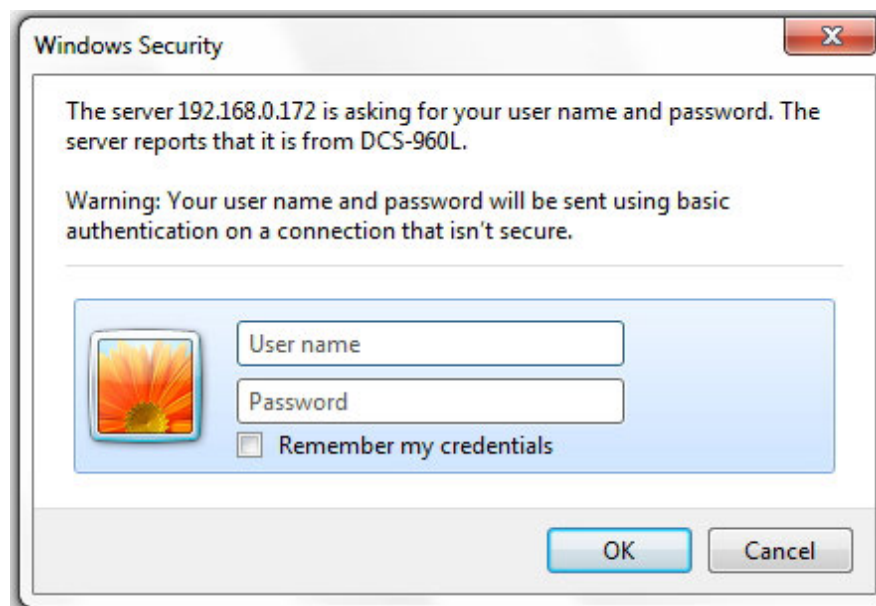 Windows Security
The server 192.168.0.172 is asking for your user name and password. The
server reports that it is from DCS-960L.
Warning: Your user name and password will be sent using basic
authentication on a connection that isn't secure.
User name
Password
Remember my credentials
OK
Cancel